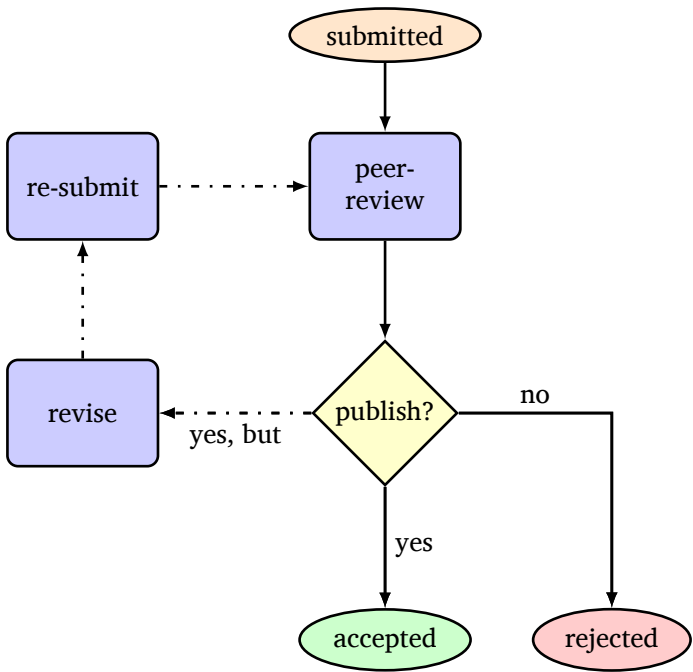 submitted
re-submit
peer-
review
revise
publish?
no
yes, but
yes
accepted
rejected